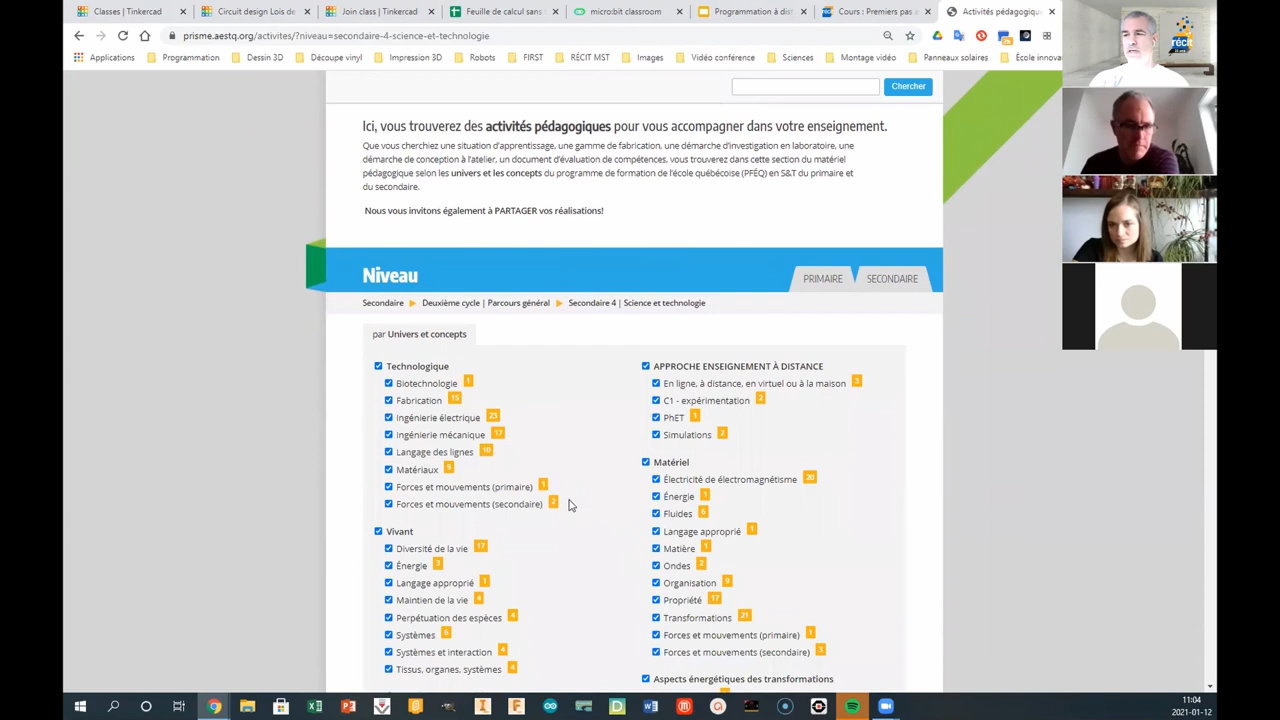 Classes | Tinkercad
Circuit design Lois de
Join class | Tinkercad
Feuille de calcul sans
micro:bit classroom
Programmation à dist
Cours : Premiers pas a
Activités pédagogique
prisme.aestq.org/activites/?niveau=secondaire-4-science-et-technologie
Applications
Programmation
Dessin 3D
Découpe vinyl
Impression 3D
Robots
FIRST
RÉCIT MST
Images
Vidéo conférence
Sciences
Montage vidéo
Panneaux solaires
École innova
récit
Chercher
Ici, vous trouverez des activités pédagogiques pour vous accompagner dans votre enseignement.
Que vous cherchiez une situation d'apprentissage, une gamme de fabrication, une démarche d'investigation en laboratoire, une
démarche de conception à l'atelier, un document d'évaluation de compétences, vous trouverez dans cette section du matériel
pédagogique selon les univers et les concepts du programme de formation de l'école québécoise (PFÉQ) en S&T du primaire et
du secondaire.
Nous vous invitons également à PARTAGER vos réalisations!
Niveau
PRIMAIRE
SECONDAIRE
Secondaire
Deuxième cycle | Parcours général
Secondaire 4 | Science et technologie
par Univers et concepts
Technologique
Biotechnologie 1
Fabrication 15
Ingénierie électrique 23
Ingénierie mécanique 17
Langage des lignes 10
Matériaux 9
Forces et mouvements (primaire) 1
Forces et mouvements (secondaire) 2
Vivant
Diversité de la vie 17
Énergie 3
Langage approprié 1
Maintien de la vie 4
Perpétuation des espèces 4
Systèmes 6
Systèmes et interaction 4
Tissus, organes, systèmes 4
APPROCHE ENSEIGNEMENT À DISTANCE
En ligne, à distance, en virtuel ou à la maison 3
C1 - expérimentation 2
PhET 1
Simulations 2
Matériel
Électricité de électromagnétisme 20
Énergie 1
Fluides 6
Langage approprié 1
Matière 1
Ondes 2
Organisation 9
Propriété 17
Transformations 21
Forces et mouvements (primaire) 1
Forces et mouvements (secondaire) 3
Aspects énergétiques des transformations
11:04
2021-01-12